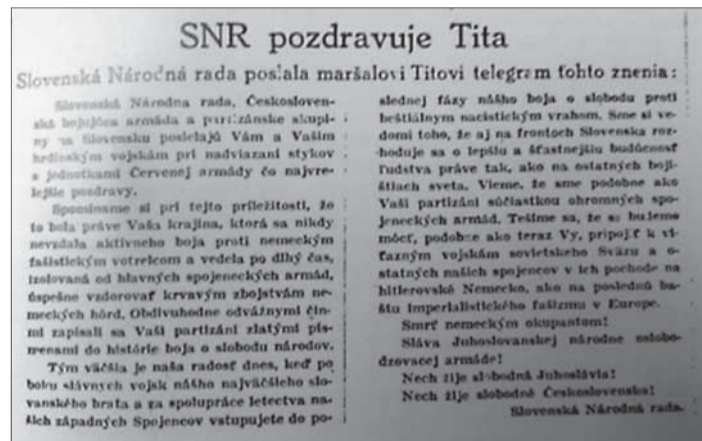 SNR pozdravuje Tita
Slovenská Národná rada poslala maršalovi Titovi telegram tohto znenia:
Slovenská Národna rada, Českosloven-
ská bojujúca armáda a partizánske skupi-
ny na Slovensku posielajú Vám a Vašim
hrdinským vojskám pri nadviazaní stykov
s jednotkami Červenej armády čo najvre-
lejšie pozdravy.
Spomíname si pri tejto príležitosti, že
to bola práve Vaša krajina, ktorá sa nikdy
nevzdala aktívneho boja proti nemeckým
fašistickým votrelcom a vedela po dlhý čas,
izolovaná od hlavných spojeneckých armád,
úspešne vzdorovať krvavým zbojstvám ne-
meckých hôrd. Obdivuhodne odvážnymi čin-
mi zapísali sa Vaši partizáni zlatými pís-
menami do histórie boja o slobodu národov.
Tým väčšia je naša radosť dnes, keď po
boku slávnych vojsk nášho najväčšieho slo-
vanského brata a za spolupráce letectva na-
šich západných Spojencov vstupujete do po-
slednej fázy nášho boja o slobodu proti
beštiálnym nacistickým vrahom. Sme si ve-
domí toho, že aj na frontoch Slovenska roz-
hoduje sa o lepšiu a šťastnejšiu budúcnosť
ľudstva práve tak, ako na ostatných boji-
štiach sveta. Vieme, že sme podobne ako
Vaši partizáni súčiastkou ohromných spo-
jeneckých armád. Tešíme sa, že sa budeme
môcť, podobne ako teraz Vy, pripojiť k ví-
ťazným vojskám sovietskeho Sväzu a o-
statných našich spojencov v ich pochode na
hitlerovské Nemecko, ako na poslednú ba-
štu imperialistického fašizmu v Europe.
Smrť nemeckým okupantom!
Sláva Juhoslovanskej národne oslobo-
dzovacej armáde!
Nech žije slobodná Juhoslávia!
Nech žije slobodné Československo!
Slovenská Národná rada.